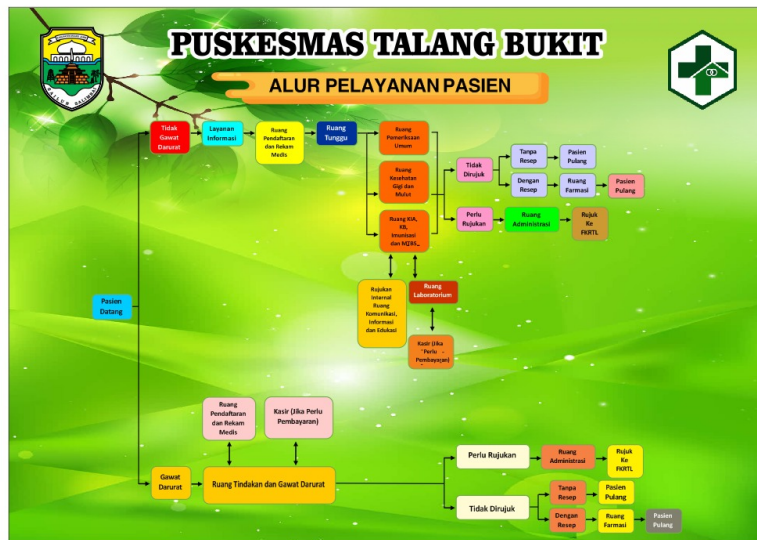 PUSKESMAS TALANG BUKIT
ALUR PELAYANAN PASIEN
Tidak
Gawat
Darurat
Layanan
Informasi
Ruang
Pendaftaran
dan Rekam
Medis
Ruang
Tunggu
Ruang
Pemeriksaan
Umum
Ruang
Kesehatan
Gigi dan
Mulut
Ruang KIA,
KB,
Imunisasi
dan MTBS
Tidak
Dirujuk
Tanpa
Resep
Pasien
Pulang
Dengan
Resep
Ruang
Farmasi
Pasien
Pulang
Perlu
Rujukan
Ruang
Administrasi
Rujuk
Ke
FKRTL
Rujukan
Internal
Ruang
Komunikasi,
Informasi
dan Edukasi
Ruang
Laboratorium
Kasir (Jika
Perlu
Pembayaran)
Pasien
Datang
Ruang
Pendaftaran
dan Rekam
Medis
Kasir (Jika Perlu
Pembayaran)
Gawat
Darurat
Ruang Tindakan dan Gawat Darurat
Perlu Rujukan
Ruang
Administrasi
Rujuk
Ke
FKRTL
Tidak Dirujuk
Tanpa
Resep
Pasien
Pulang
Dengan
Resep
Ruang
Farmasi
Pasien
Pulang